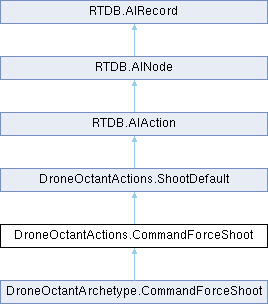 RTDB.AIRecord
RTDB.AINode
RTDB.AIAction
DroneOctantActions.ShootDefault
DroneOctantActions.CommandForceShoot
DroneOctantArchetype.CommandForceShoot